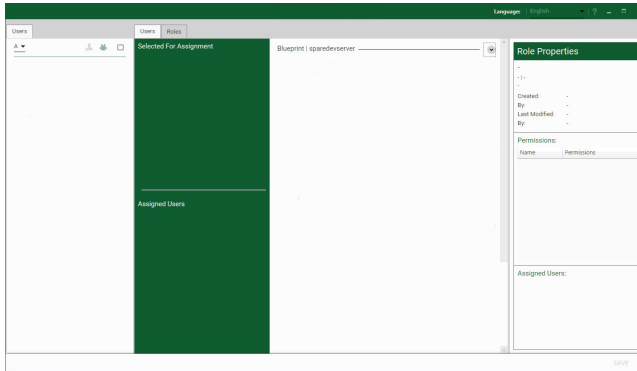 Language: English ?
Users
Users Roles
A
Selected For Assignment
Blueprint | sparedevserver
Role Properties
-
- | -
-
Created: -
By: -
Last Modified: -
By: -
Permissions:
Name Permissions
Assigned Users
Assigned Users:
SAVE